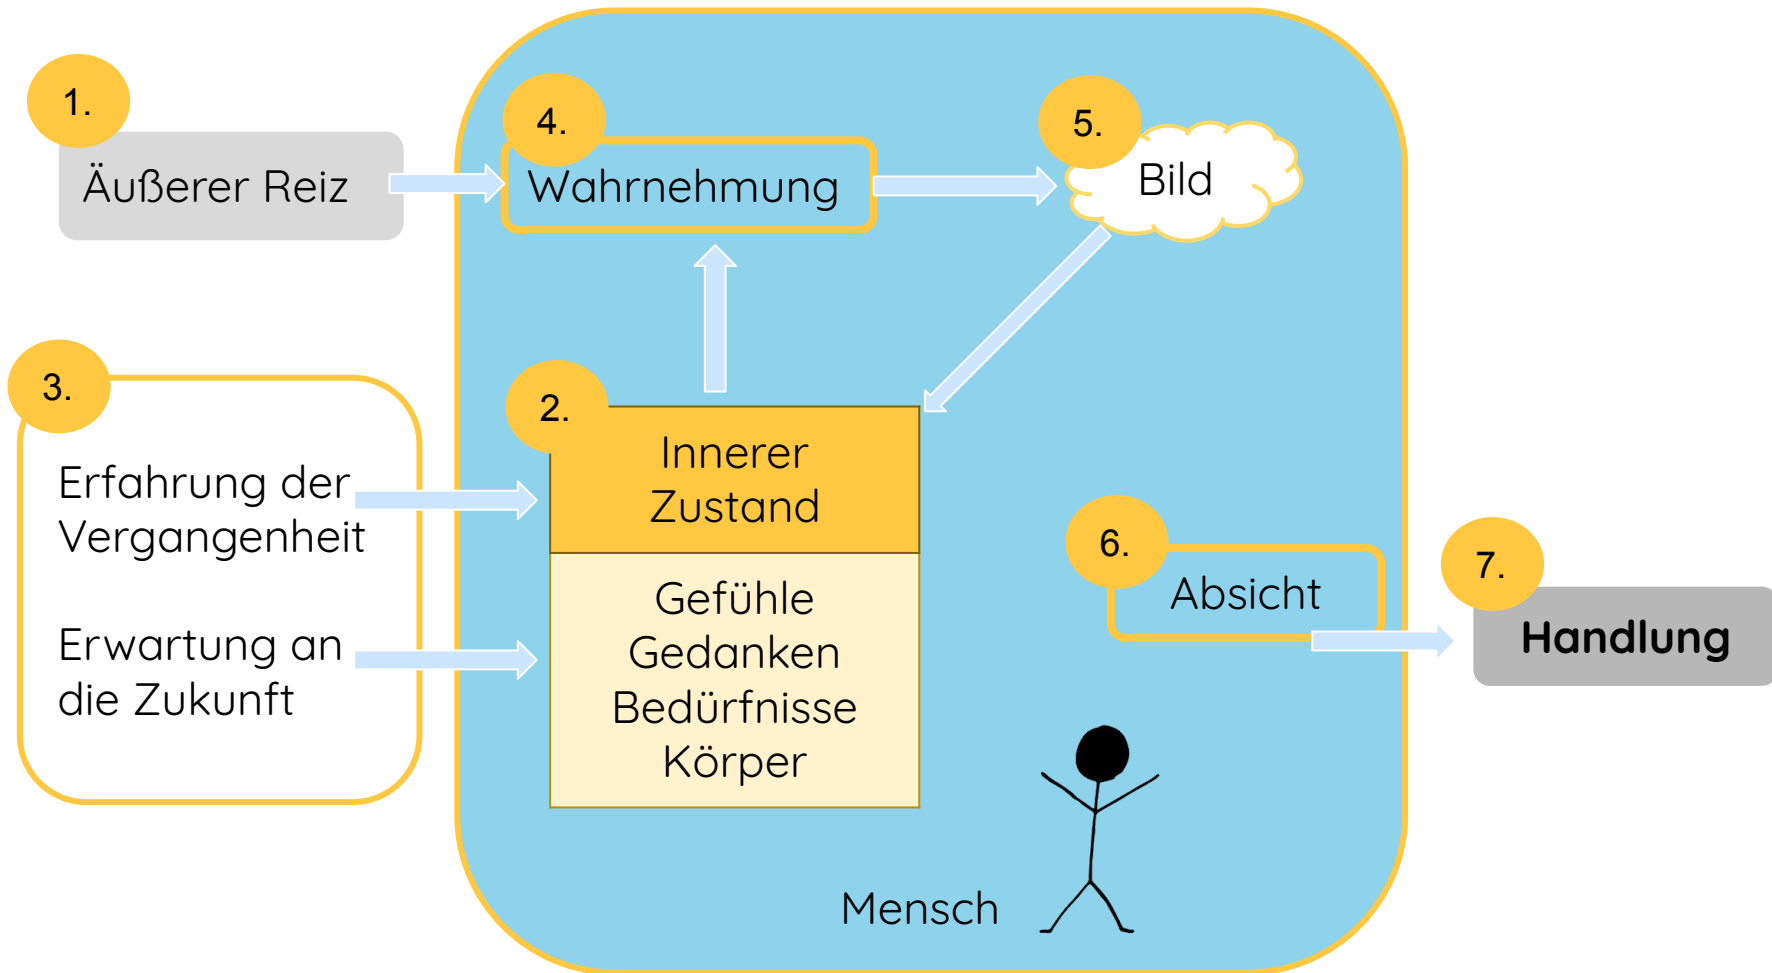 1.
Äußerer Reiz
4.
Wahrnehmung
5.
Bild
3.
Erfahrung der
Vergangenheit
Erwartung an
die Zukunft
2.
Innerer
Zustand
Gefühle
Gedanken
Bedürfnisse
Körper
6.
Absicht
7.
Handlung
Mensch